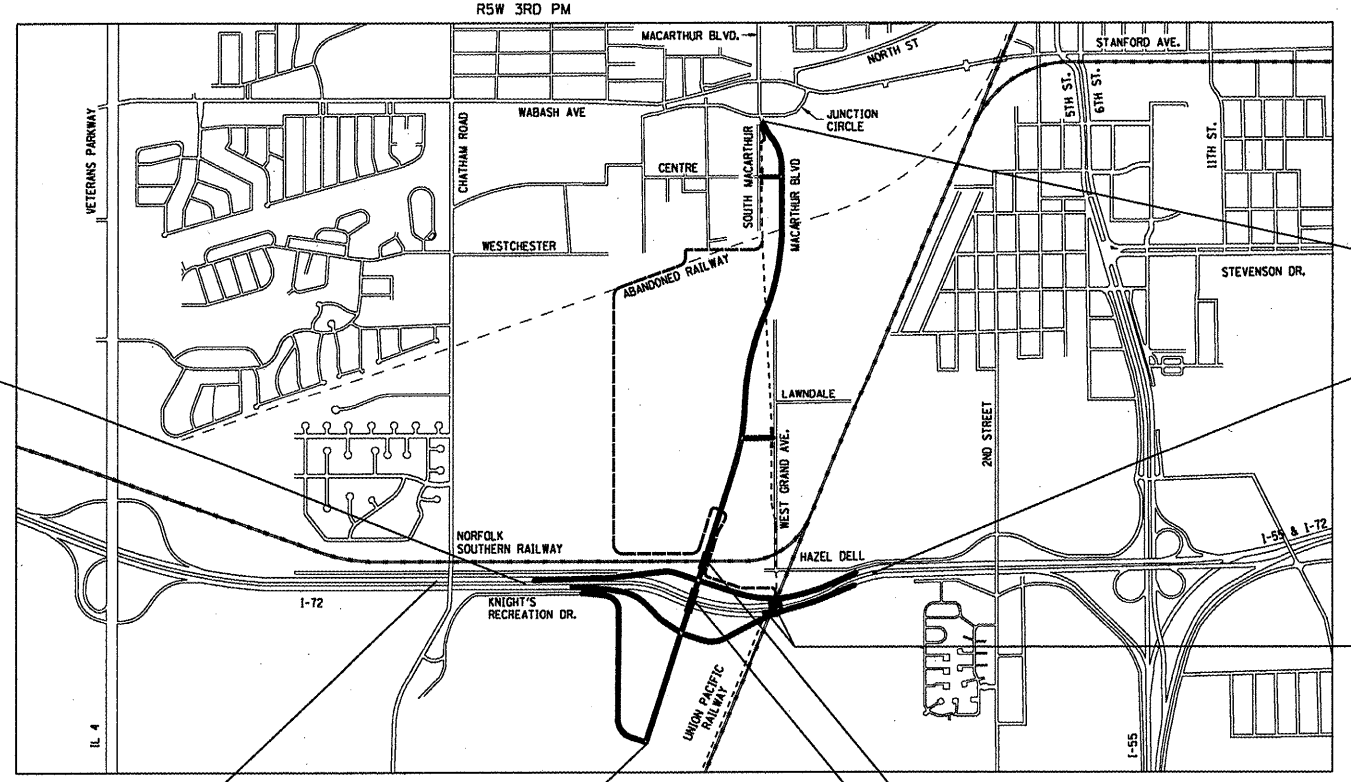 R5W 3RD PM
MACARTHUR BLVD.
NORTH ST
STANFORD AVE.
5TH ST.
6TH ST.
WABASH AVE
JUNCTION
CIRCLE
VETERANS PARKWAY
CHATHAM ROAD
CENTRE
SOUTH MACARTHUR
MACARTHUR BLVD
11TH ST.
WESTCHESTER
ABANDONED RAILWAY
STEVENSON DR.
LAWNDALE
WEST GRAND AVE.
2ND STREET
NORFOLK
SOUTHERN RAILWAY
HAZEL DELL
I-55 & I-72
I-72
KNIGHT'S
RECREATION DR.
UNION PACIFIC
RAILWAY
IL 4
I-55